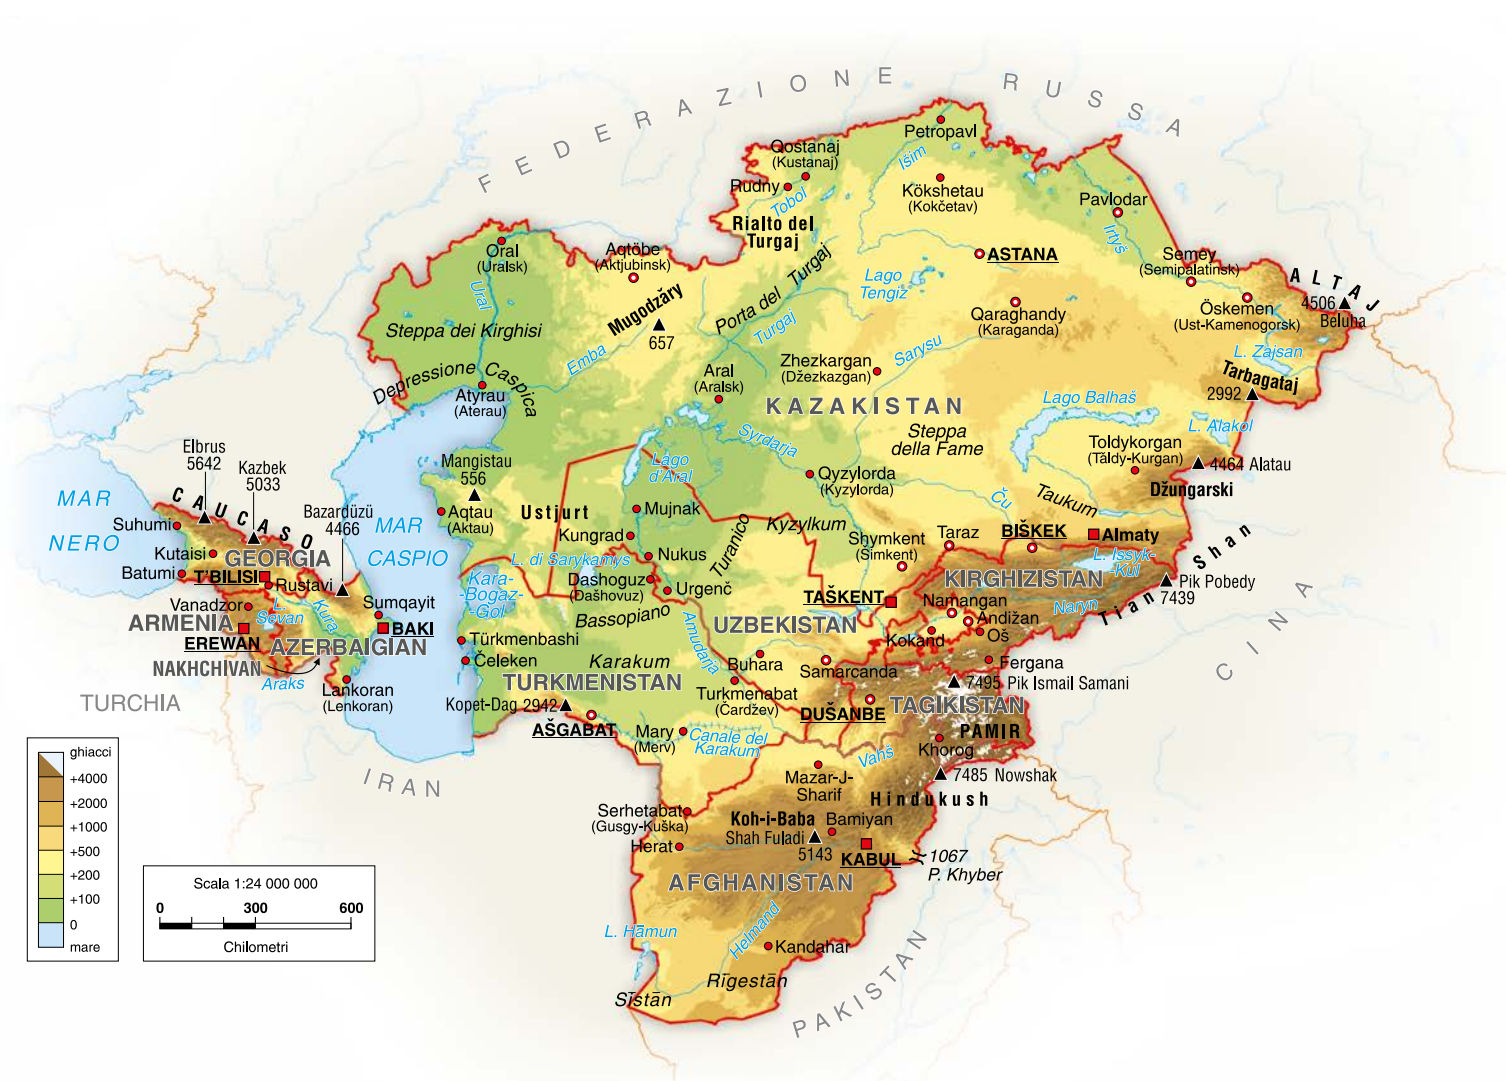 FEDERAZIONE RUSSA
Petropavl
Qostanaj
(Kustanaj)
Rudny
Tobol
Išim
Kökshetau
(Kokčetav)
Pavlodar
Irtyš
Rialto del
Turgaj
Oral
(Uralsk)
Ural
Aqtöbe
(Aktjubinsk)
ASTANA
Semey
(Semipalatinsk)
ALTAJ
4506
Beluha
Öskemen
(Ust-Kamenogorsk)
Lago
Tengiz
Qaraghandy
(Karaganda)
Mugodžăry
657
Porta del Turgaj
Turgaj
Steppa dei Kirghisi
Emba
Sarysu
L. Zajsan
Tarbagataj
2992
Zhezkargan
(Džezkazgan)
Aral
(Aralsk)
Depressione Caspica
Atyrau
(Aterau)
KAZAKISTAN
Lago Balhaš
L. Alakol
Steppa
della Fame
Syrdarja
Toldykorgan
(Taldy-Kurgan)
4464 Alatau
Džungarski
Elbrus
5642
Kazbek
5033
Mangistau
556
Lago
d'Aral
Qyzylorda
(Kyzylorda)
Ču
Taukum
MAR
NERO
CAUCASO
Bazardüzü
4466
MAR
CASPIO
Aqtau
(Aktau)
Ustjurt
Mujnak
Kyzylkum
Suhumi
Kutaisi
GEORGIA
Batumi
T'BILISI
Rustavi
Kungrad
L. di Sarykamyš
Nukus
Turanico
Shymkent
(Šimkent)
Taraz
BIŠKEK
Almaty
L. Issyk-
Kul
Tian Shan
Kara-
-Bogaz-
-Gol
Dashoguz
(Dašhovuz)
Urgenč
KIRGHIZISTAN
Pik Pobedy
7439
Naryn
Vanadzor
L.
Sevan
Kura
Sumqayit
ARMENIA
EREWAN
AZERBAIGIAN
BAKI
Bassopiano
TAŠKENT
Namangan
Andižan
Kokand
Oš
UZBEKISTAN
Türkmenbashi
Čeleken
Amudarja
NAKHCHIVAN
Araks
Lankoran
(Lenkoran)
Karakum
TURKMENISTAN
Buhara
Samarcanda
Fergana
7495 Pik Ismail Samani
CINA
TURCHIA
Kopet-Dag 2942
Turkmenabat
(Čardžev)
DUŠANBE
TAGIKISTAN
PAMIR
AŠGABAT
Mary
(Merv)
Canale del
Karakum
Vahš
Khorog
7485 Nowshak
IRAN
Mazar-J-
Sharif
Hindukush
Serhetabat
(Gusgy-Kuška)
Koh-i-Baba
Shah Fuladi
5143
Bamiyan
Herat
KABUL
1067
P. Khyber
AFGHANISTAN
L. Hāmun
Helmand
Kandahar
Rīgestān
Sīstān
PAKISTAN
ghiacci
+4000
+2000
+1000
+500
+200
+100
0
mare
Scala 1:24 000 000
0 300 600
Chilometri